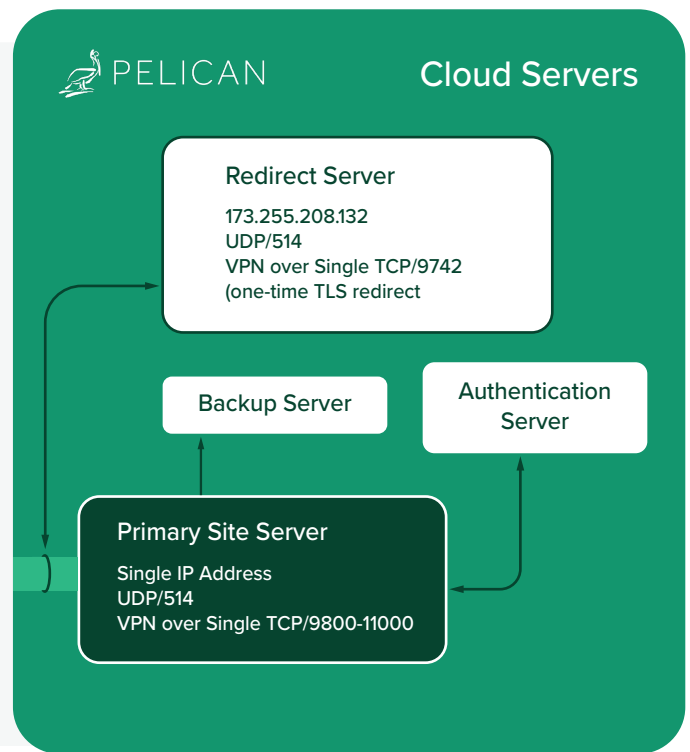 PELICAN
Cloud Servers
Redirect Server
173.255.208.132
UDP/514
VPN over Single TCP/9742
(one-time TLS redirect
Backup Server
Authentication
Server
Primary Site Server
Single IP Address
UDP/514
VPN over Single TCP/9800-11000